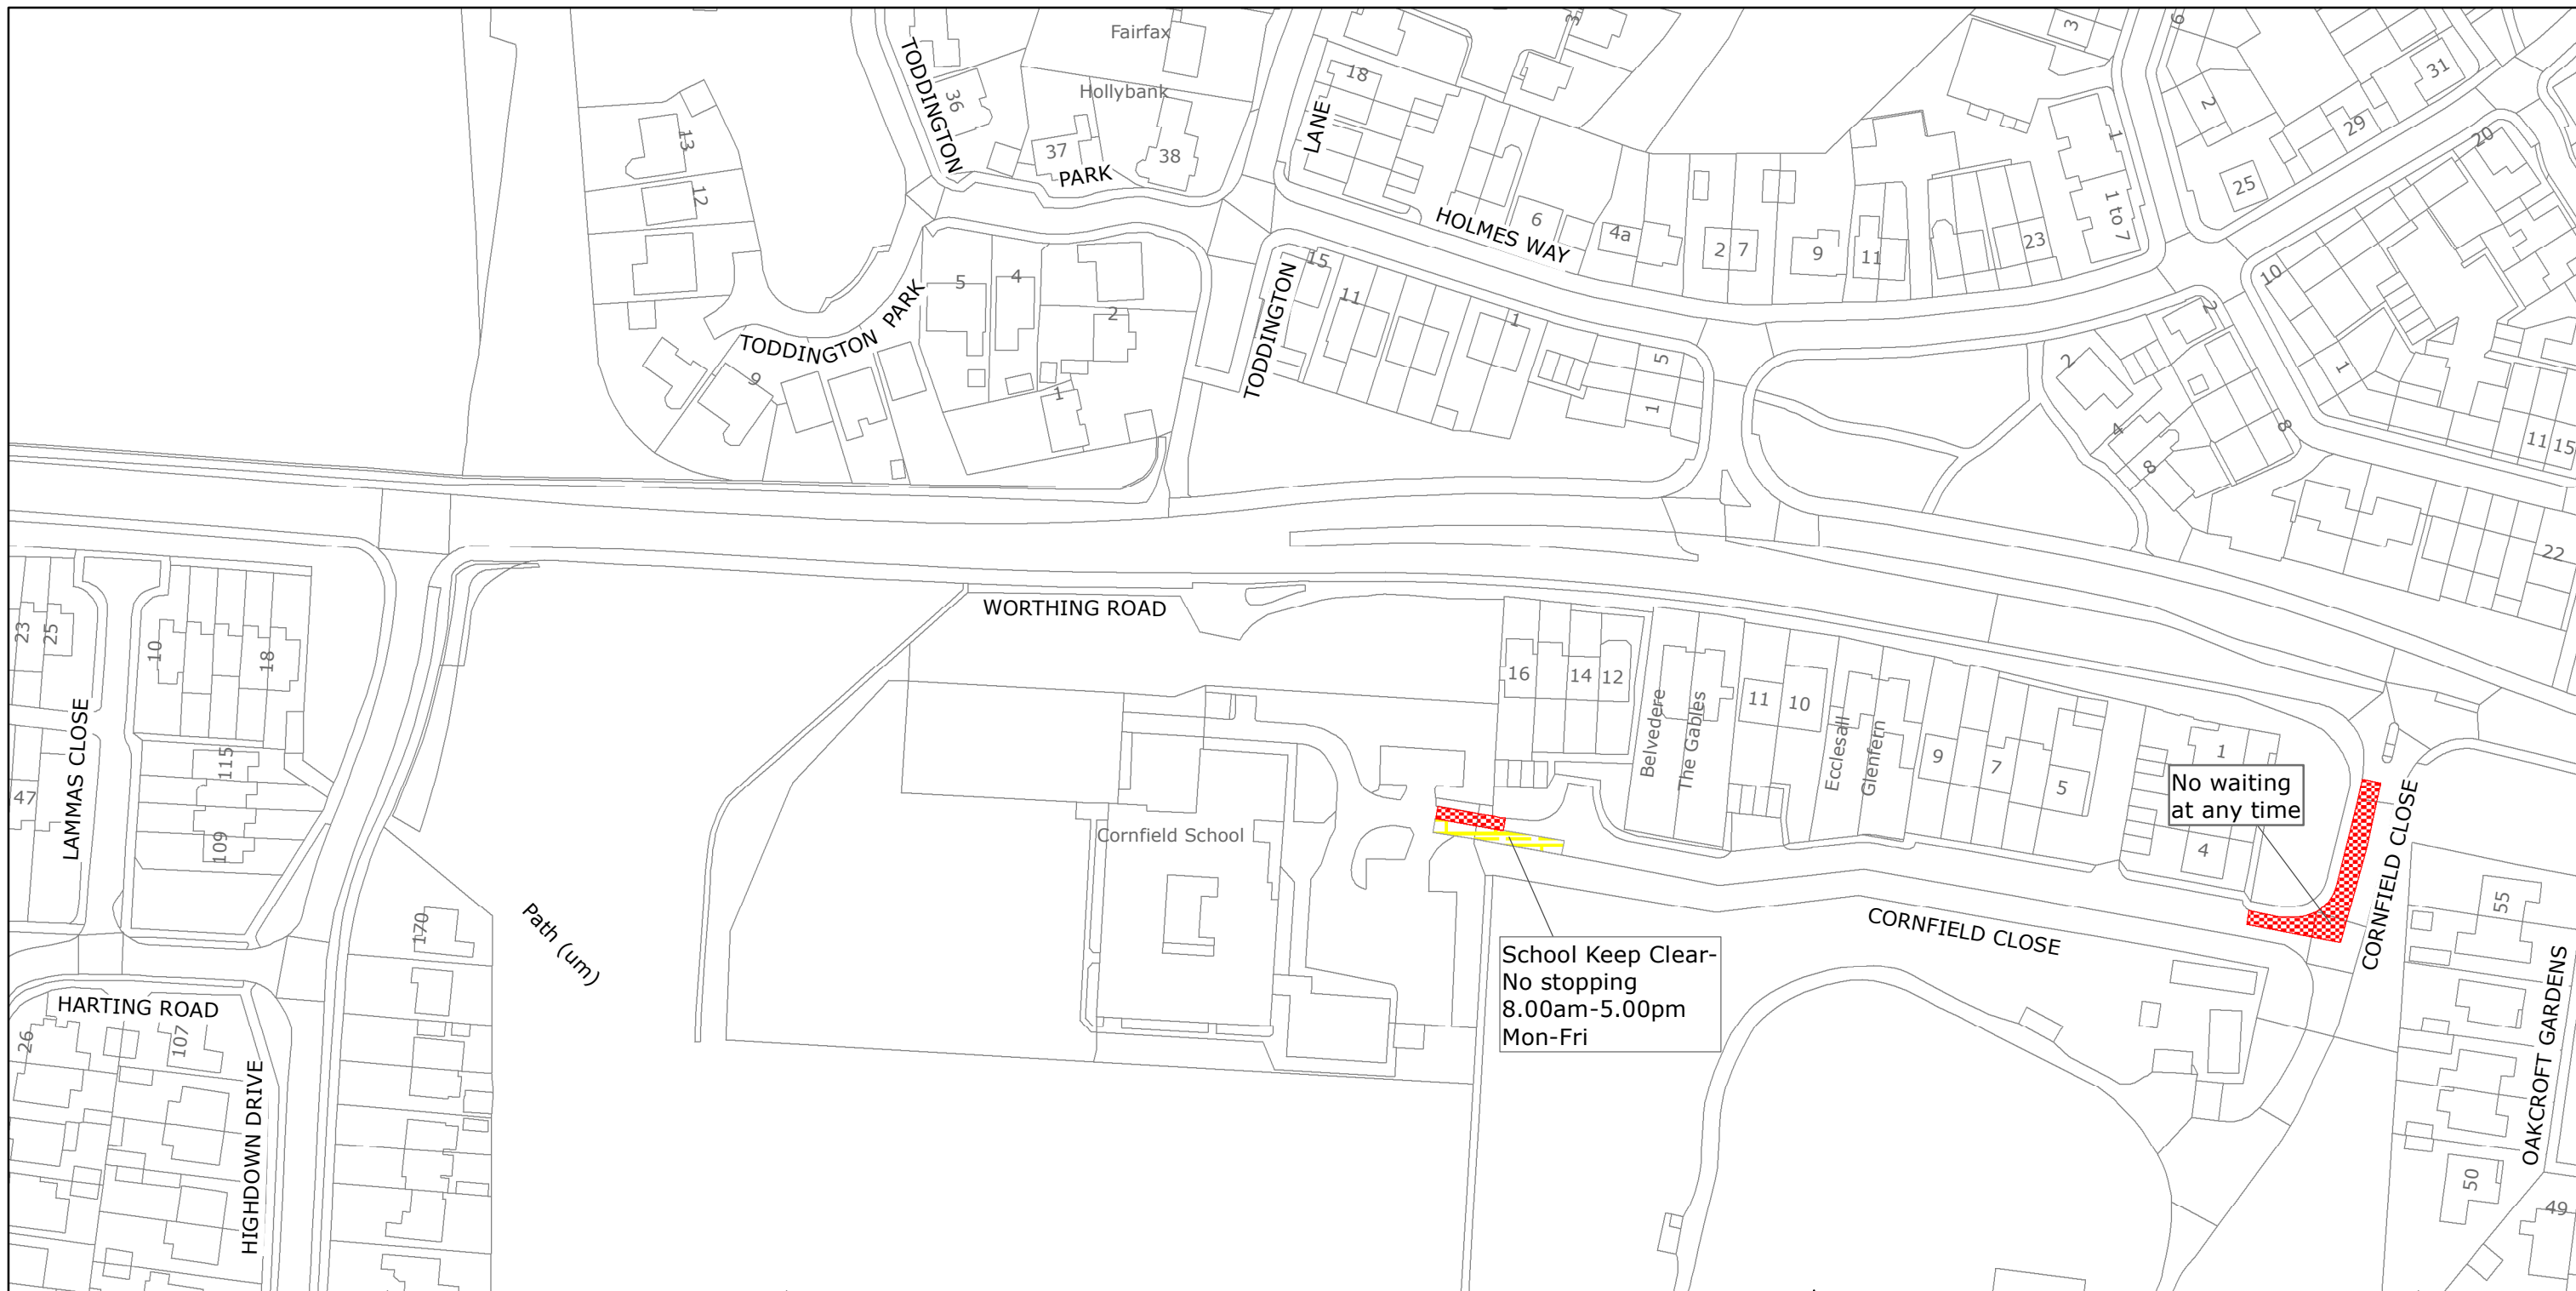 Fairfax
Hollybank
TODDINGTON
PARK
36
37
38
13
12
LANE
18
3
HOLMES WAY
6
4a
2
7
9
11
23
3
1
1 to 7
6
2
31
29
25
20
10
1
11
15
22
TODDINGTON
PARK
5
4
2
1
9
TODDINGTON
15
11
1
5
1
2
4
8
2
8
WORTHING ROAD
23
25
10
18
LAMMAS CLOSE
115
109
47
170
Path (um)
HARTING ROAD
26
107
HIGHDOWN DRIVE
Cornfield School
16
14
12
Belvedere
The Gables
11
10
Ecclesall
Glenfern
9
7
5
1
4
No waiting
at any time
School Keep Clear-
No stopping
8.00am-5.00pm
Mon-Fri
CORNFIELD CLOSE
CORNFIELD CLOSE
55
OAKCROFT GARDENS
50
49